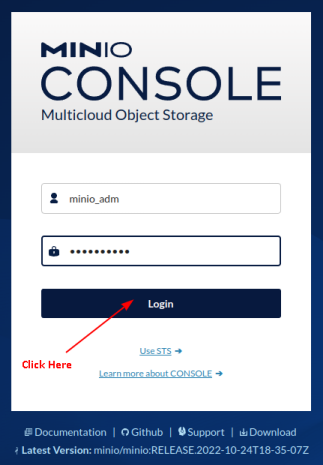 MINIO
CONSOLE
Multicloud Object Storage
minio_adm
••••••••••
Login
Use STS ➔
Click Here
Learn more about CONSOLE ➔
Documentation | Github | Support | Download
Latest Version: minio/minio:RELEASE.2022-10-24T18-35-07Z